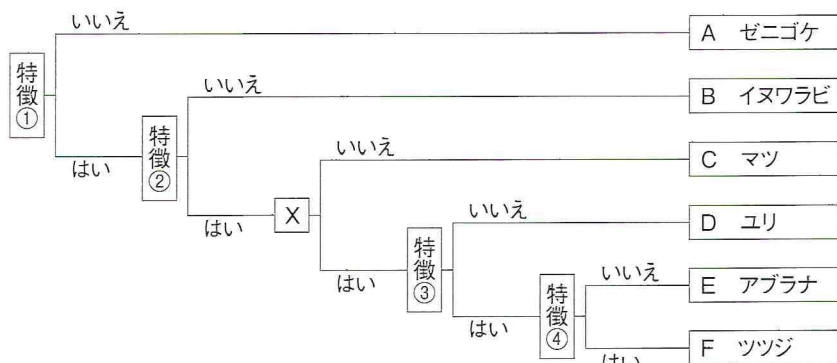 いいえ
A ゼニゴケ
特徴①
はい
いいえ
B イヌワラビ
特徴②
はい
いいえ
C マツ
X
はい
いいえ
D ユリ
特徴③
はい
いいえ
E アブラナ
特徴④
はい
F ツツジ